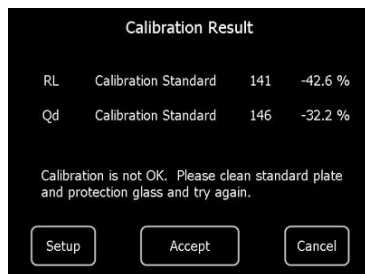 Calibration Result
RL Calibration Standard 141 -42.6 %
Qd Calibration Standard 146 -32.2 %
Calibration is not OK. Please clean standard plate
and protection glass and try again.
Setup Accept Cancel